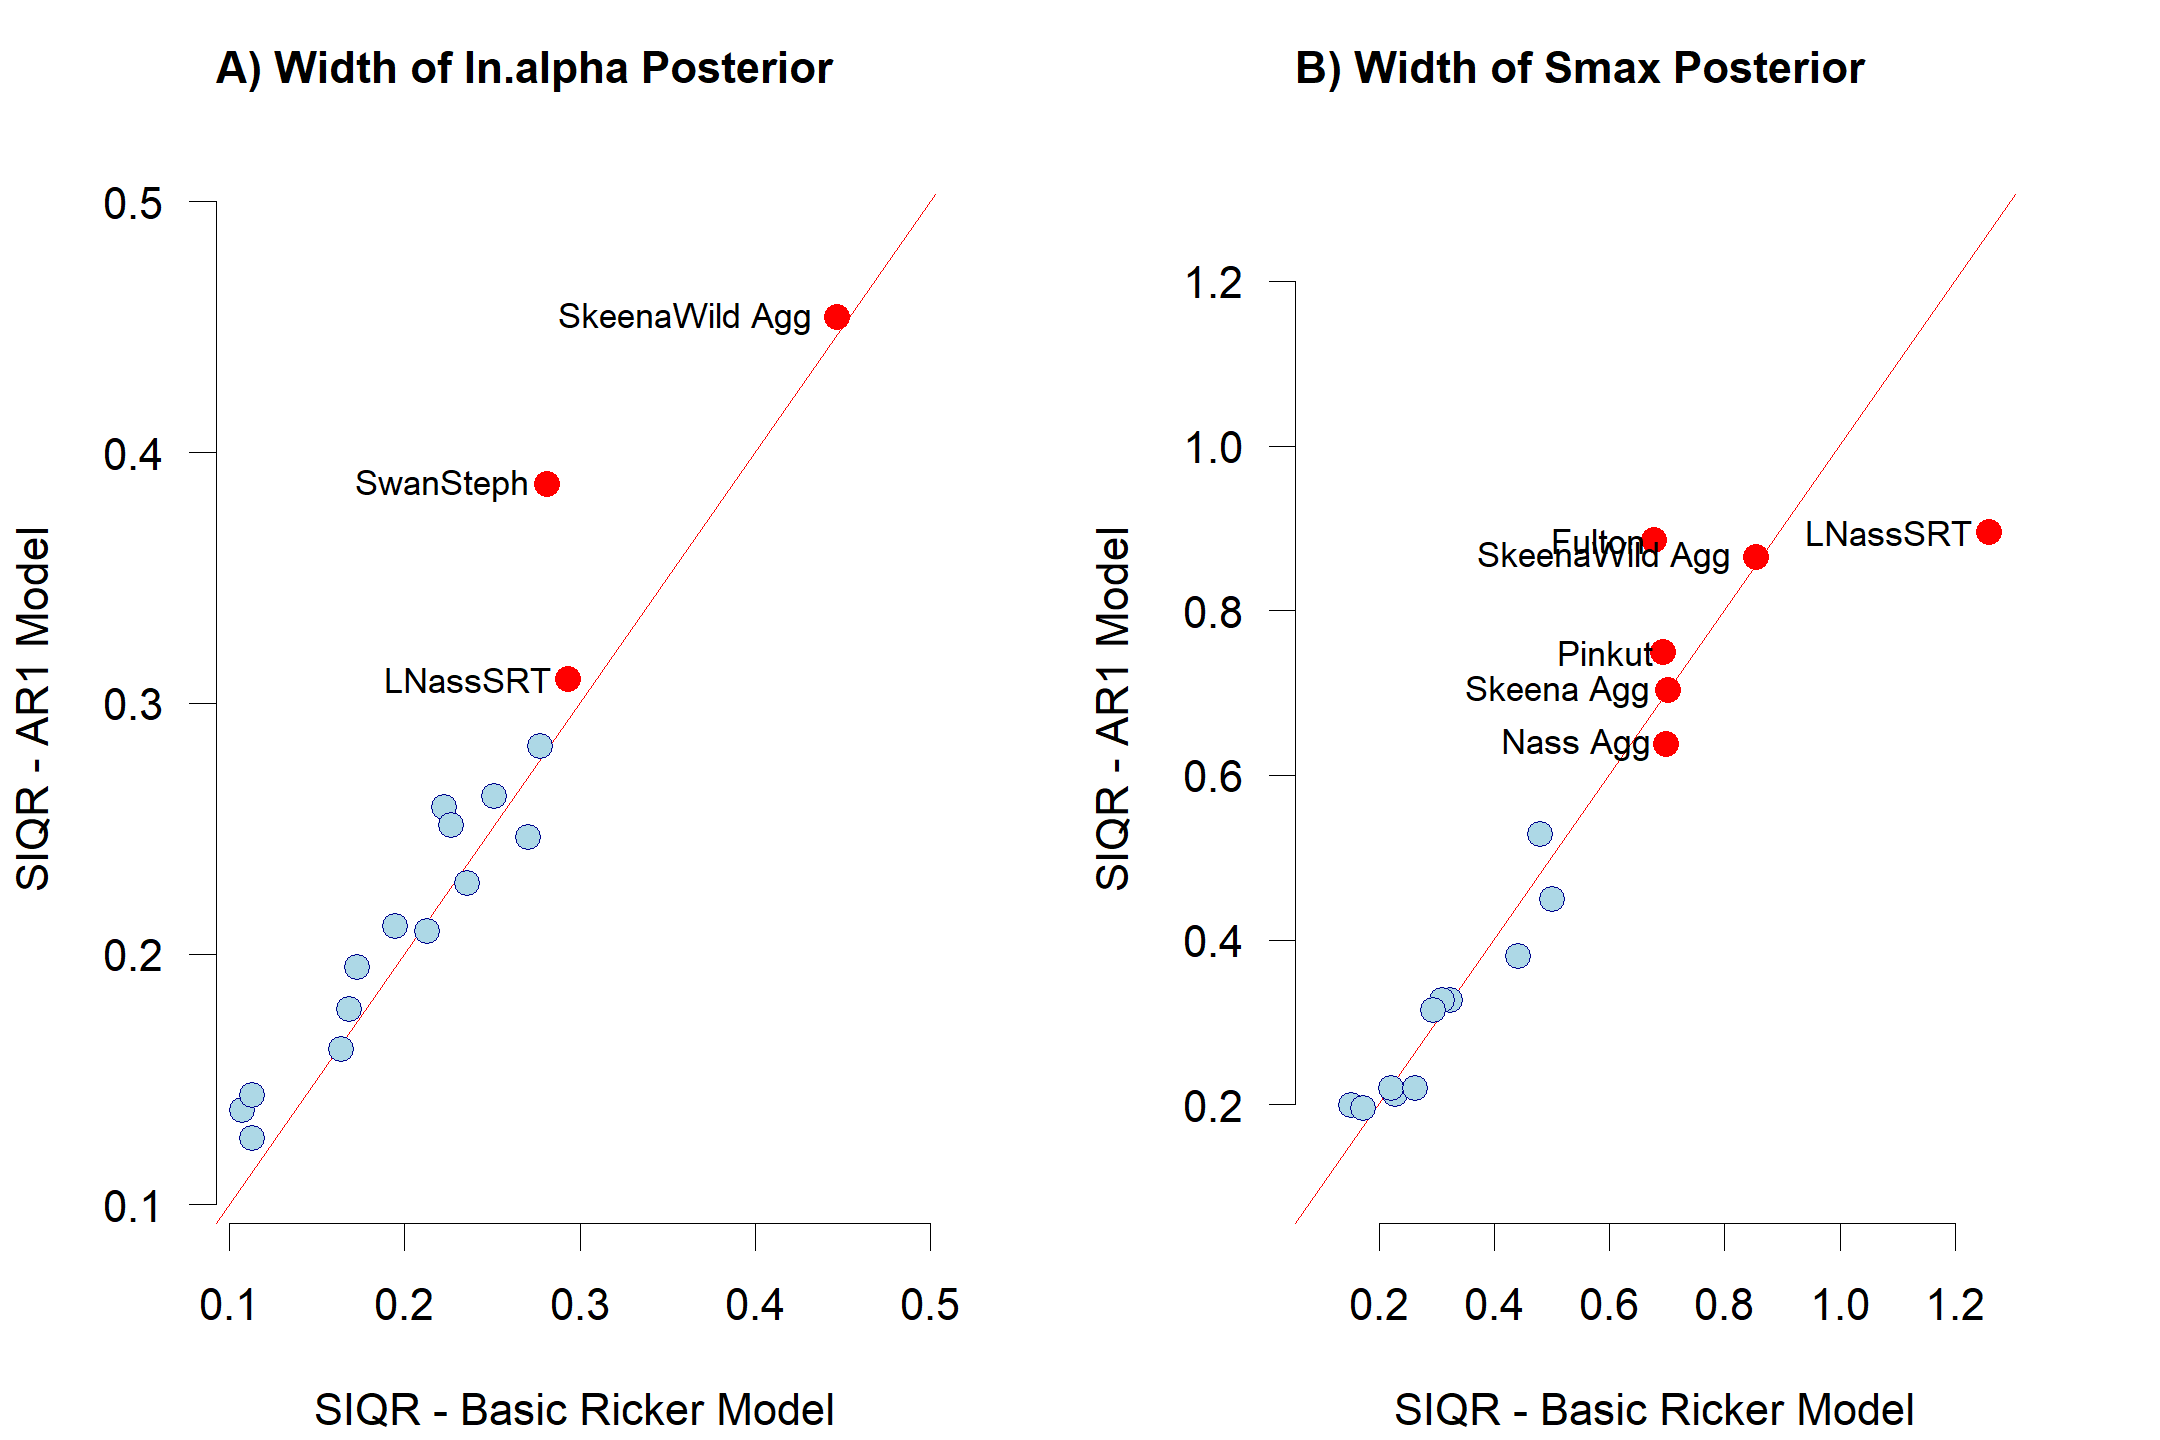 A) Width of ln.alpha Posterior
0.5
0.4
0.3
0.2
0.1
SIQR - AR1 Model
SkeenaWild Agg
SwanSteph
LNassSRT
0.1 0.2 0.3 0.4 0.5
SIQR - Basic Ricker Model
B) Width of Smax Posterior
1.2
1.0
0.8
0.6
0.4
0.2
SIQR - AR1 Model
LNassSRT
Fulton
SkeenaWild Agg
Pinkut
Skeena Agg
Nass Agg
0.2 0.4 0.6 0.8 1.0 1.2
SIQR - Basic Ricker Model